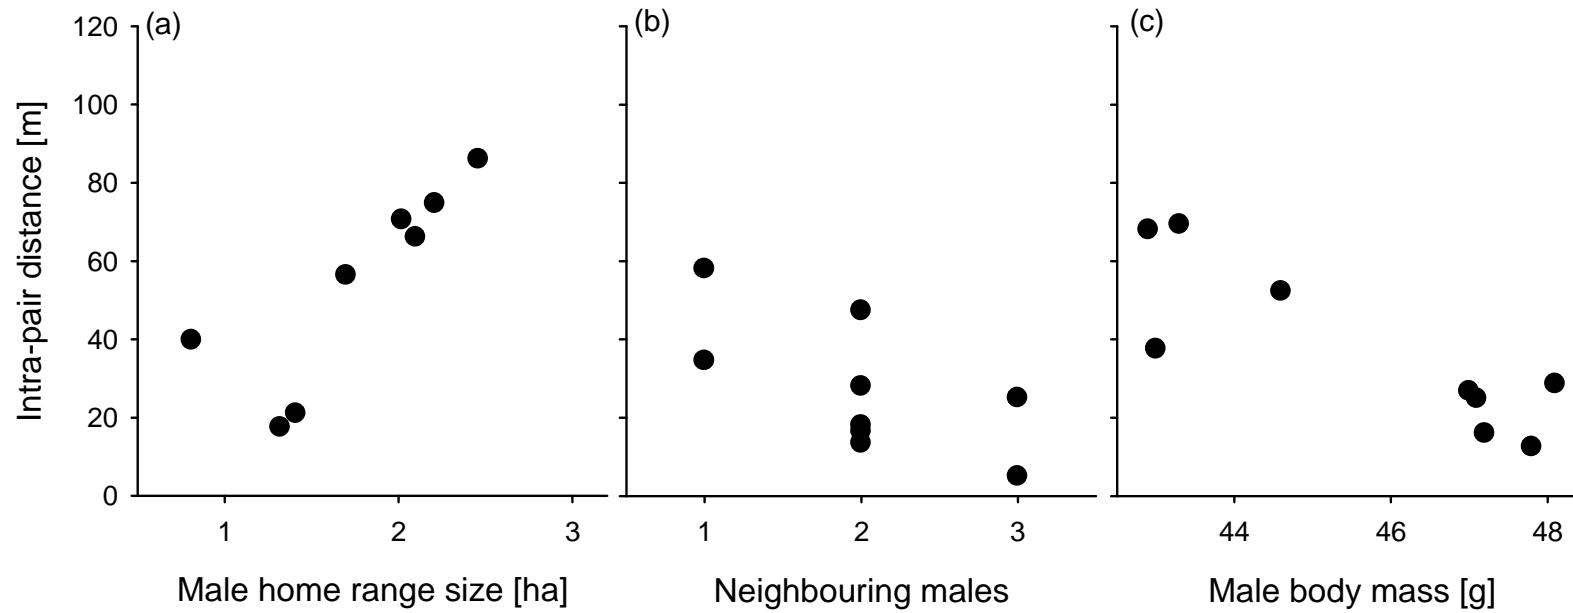 (a)
(b)
(c)
120
100
80
60
40
20
0
Intra-pair distance [m]
1 2 3
1 2 3
44 46 48
Male home range size [ha]
Neighbouring males
Male body mass [g]